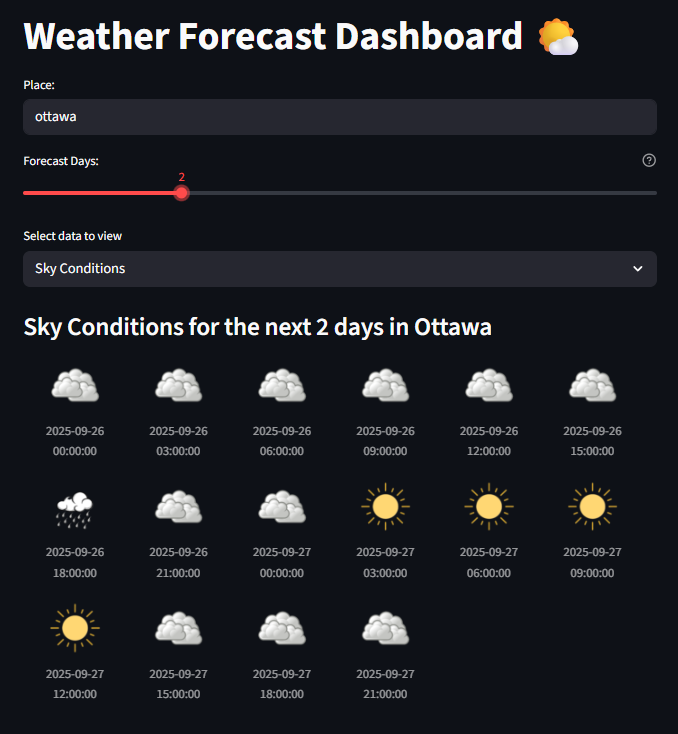 Weather Forecast Dashboard
Place:
ottawa
Forecast Days:
2
Select data to view
Sky Conditions
Sky Conditions for the next 2 days in Ottawa
2025-09-26 2025-09-26 2025-09-26 2025-09-26 2025-09-26 2025-09-26
00:00:00 03:00:00 06:00:00 09:00:00 12:00:00 15:00:00
2025-09-26 2025-09-26 2025-09-27 2025-09-27 2025-09-27 2025-09-27
18:00:00 21:00:00 00:00:00 03:00:00 06:00:00 09:00:00
2025-09-27 2025-09-27 2025-09-27 2025-09-27
12:00:00 15:00:00 18:00:00 21:00:00